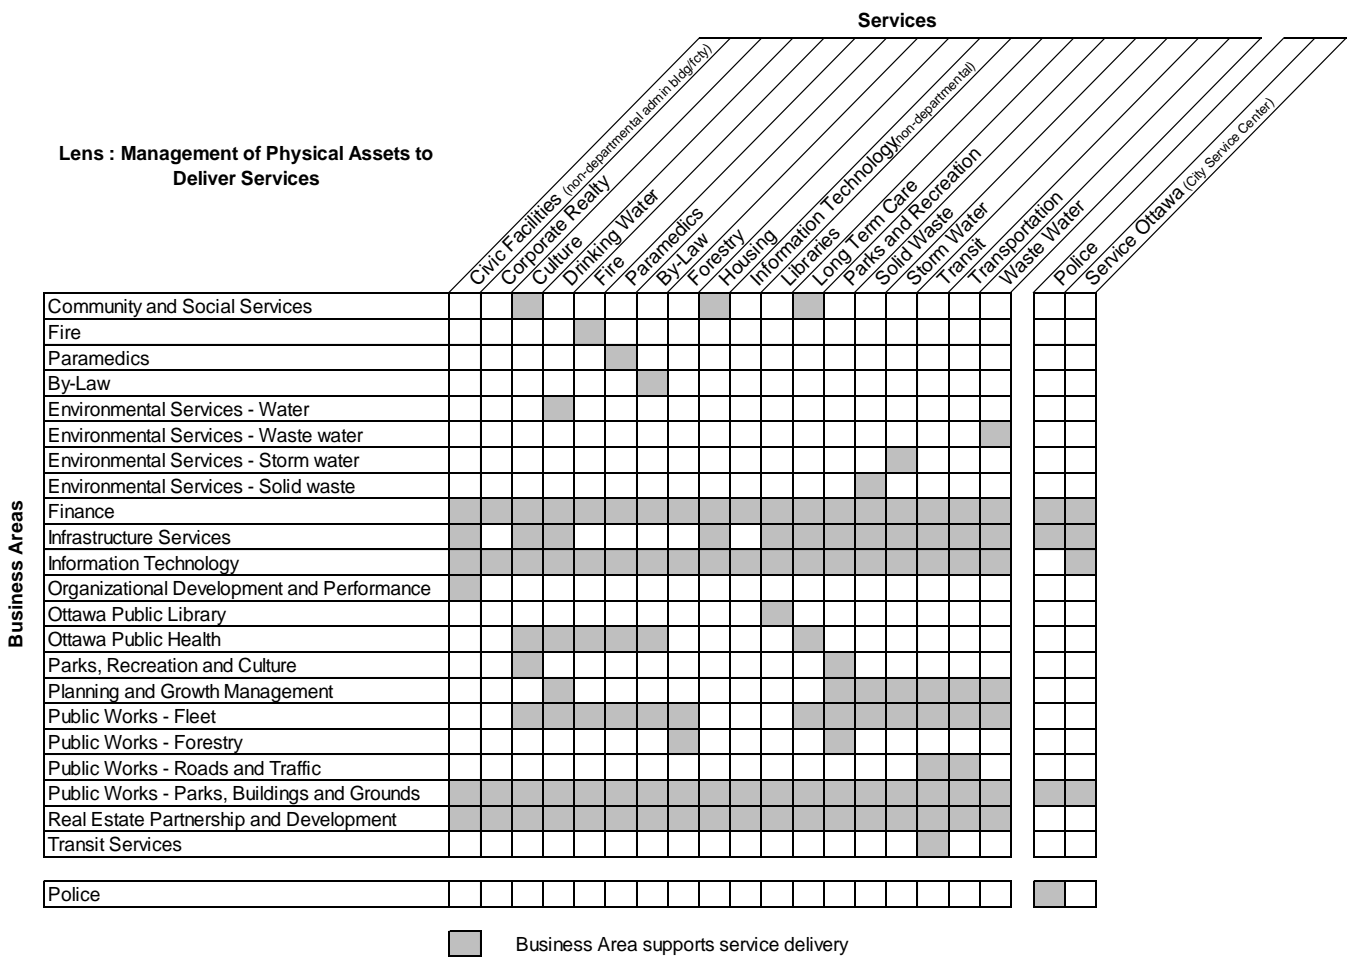 Services
Lens : Management of Physical Assets to
Deliver Services
Civic Facilities (non-departmental admin bldg/fcty)
Corporate Realty
Culture
Drinking Water
Fire
Paramedics
By-Law
Forestry
Housing
Information Technology(non-departmental)
Libraries
Long Term Care
Parks and Recreation
Solid Waste
Storm Water
Transit
Transportation
Waste Water
Police
Service Ottawa (City Service Center)
Business Areas
Community and Social Services
Fire
Paramedics
By-Law
Environmental Services - Water
Environmental Services - Waste water
Environmental Services - Storm water
Environmental Services - Solid waste
Finance
Infrastructure Services
Information Technology
Organizational Development and Performance
Ottawa Public Library
Ottawa Public Health
Parks, Recreation and Culture
Planning and Growth Management
Public Works - Fleet
Public Works - Forestry
Public Works - Roads and Traffic
Public Works - Parks, Buildings and Grounds
Real Estate Partnership and Development
Transit Services
Police
Business Area supports service delivery